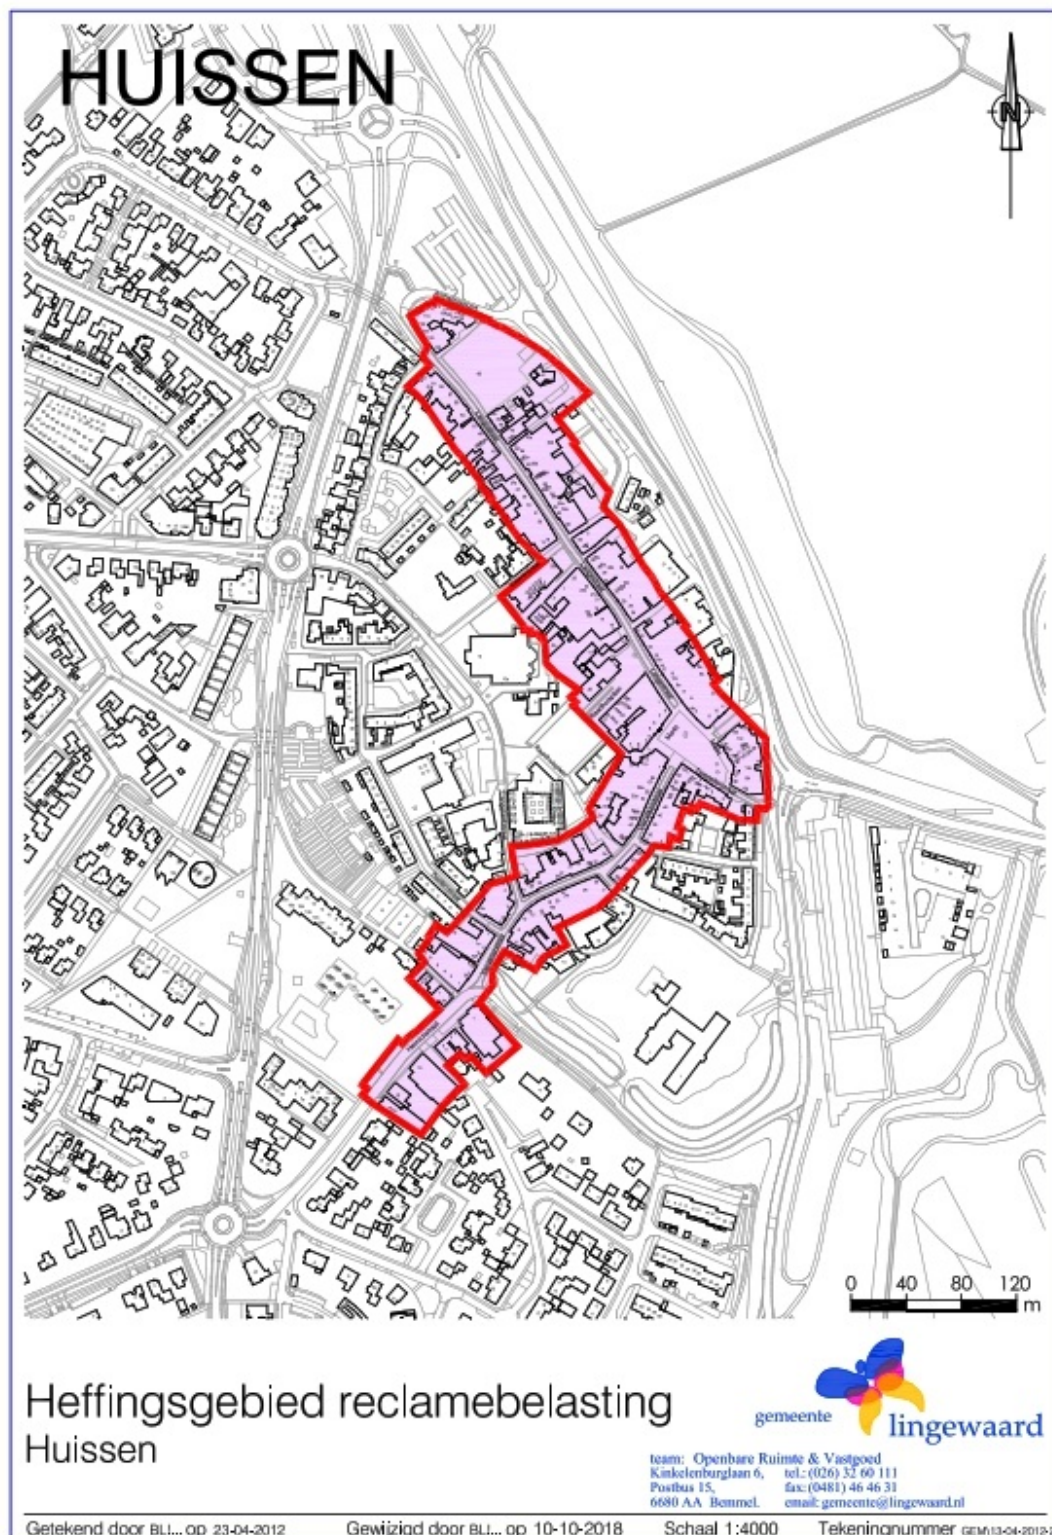 HUISSEN
N
0 40 80 120
m
Heffingsgebied reclamebelasting
Huissen
gemeente
lingewaard
team: Openbare Ruimte & Vastgoed
Kinkelenburglaan 6, tel.: (026) 32 60 111
Postbus 15, fax: (0481) 46 46 31
6680 AA Bemmel. email: gemeente@lingewaard.nl
Getekend door BLI... op 23-04-2012 Gewijzigd door BLI... op 10-10-2018 Schaal 1:4000 Tekeningnummer